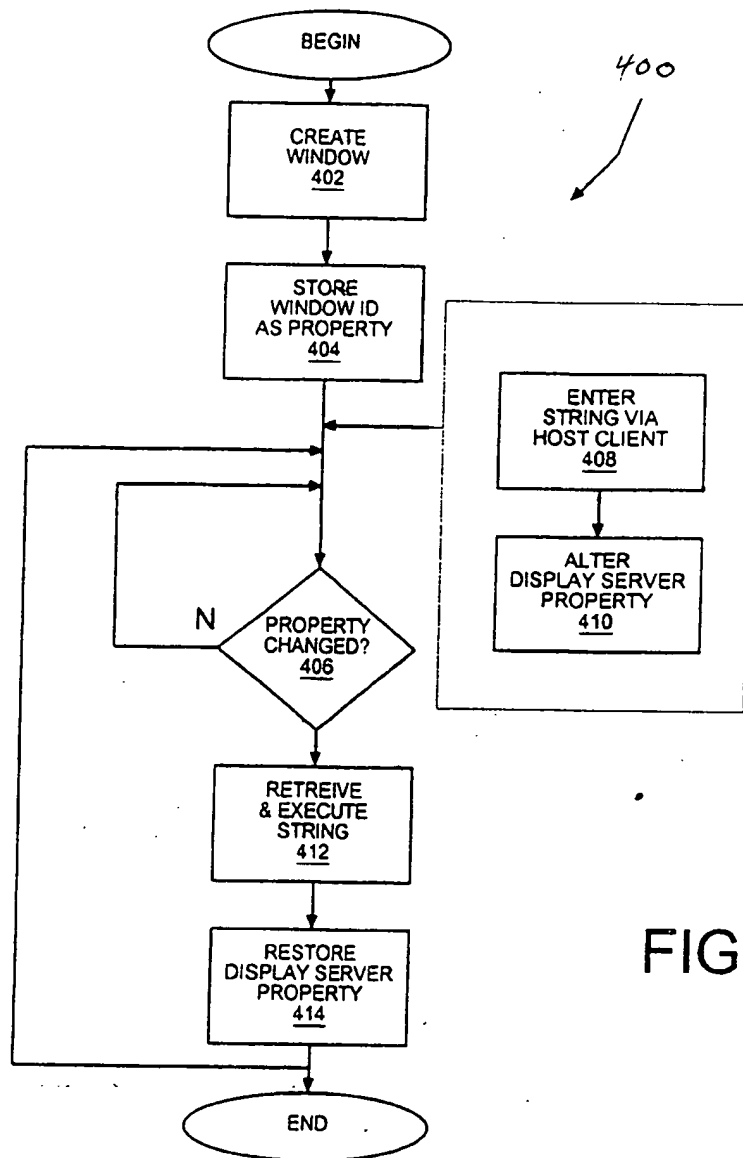 BEGIN
400
CREATE
WINDOW
402
STORE
WINDOW ID
AS PROPERTY
404
ENTER
STRING VIA
HOST CLIENT
408
ALTER
DISPLAY SERVER
PROPERTY
410
N
PROPERTY
CHANGED?
406
RETREIVE
& EXECUTE
STRING
412
RESTORE
DISPLAY SERVER
PROPERTY
414
FIG
END